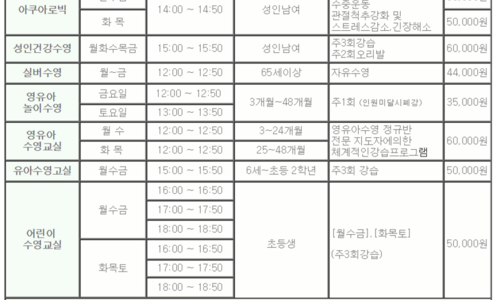 아쿠아로빅
화 목
14:00 ~ 14:50
성인남여
수중운동
관절척추강화 및
스트레스감소,긴장해소
50,000원
성인건강수영
월화수목금
15:00 ~ 15:50
성인남여
주3회강습
주2회오리발
60,000원
실버수영
월~금
12:00 ~ 12:50
65세이상
자유수영
44,000원
영유아
놀이수영
금요일
12:00 ~ 12:50
토요일
13:00 ~ 13:50
3개월~48개월
주1회 (인원미달시폐강)
35,000원
영유아
수영교실
월 수
12:00 ~ 12:50
3~24개월
화 목
12:00 ~ 12:50
25~48개월
영유아수영 정규반
전문 지도자에의한
체계적인강습프로그램
60,000원
유아수영고실
월수금
15:00 ~ 15:50
6세~초등 2학년
주3회 강습
50,000원
어린이
수영교실
월수금
16:00 ~ 16:50
17:00 ~ 17:50
18:00 ~ 18:50
화목토
16:00 ~ 16:50
17:00 ~ 17:50
18:00 ~ 18:50
초등생
[월수금],[화목토]
(주3회강습)
50,000원